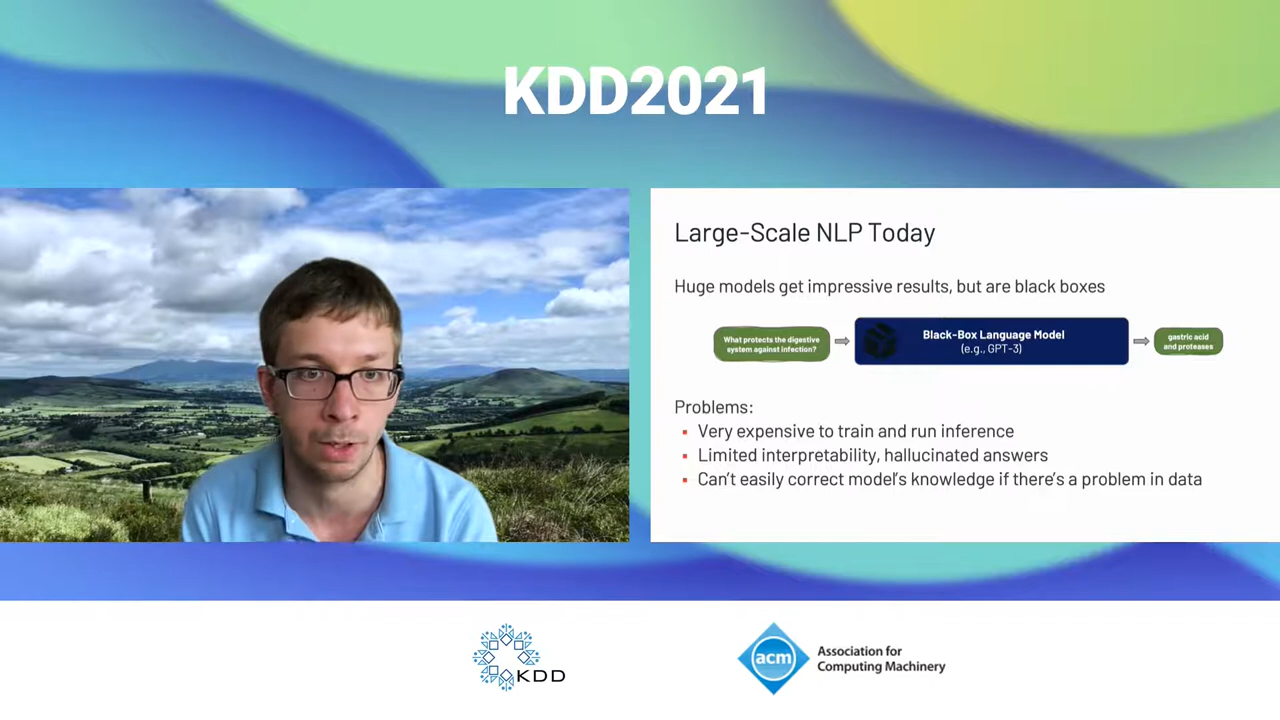 KDD2021
Large-Scale NLP Today
Huge models get impressive results, but are black boxes
What protects the digestive
system against infection?
Black-Box Language Model
(e.g., GPT-3)
gastric acid
and proteases
Problems:
▪ Very expensive to train and run inference
▪ Limited interpretability, hallucinated answers
▪ Can't easily correct model's knowledge if there's a problem in data
KDD
acm
Association for
Computing Machinery